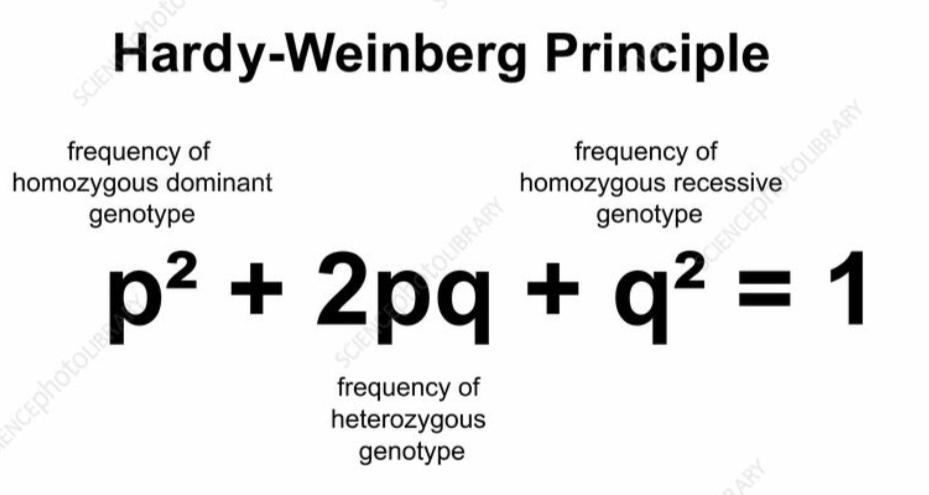 Hardy-Weinberg Principle
frequency of
homozygous dominant
genotype
frequency of
homozygous recessive
genotype
p² + 2pq + q² = 1
frequency of
heterozygous
genotype
SCIENCEphotoLIBRARY